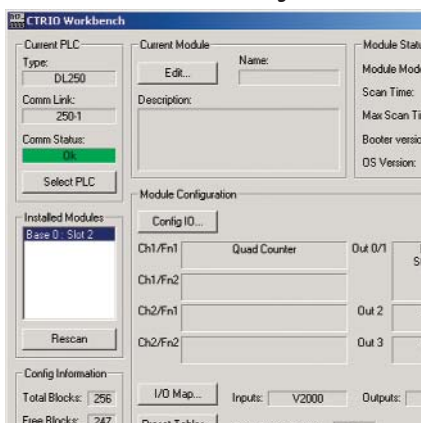 CTRIO Workbench
Current PLC
Type:
DL250
Comm Link:
250-1
Comm Status:
Ok
Select PLC
Installed Modules
Base 0 : Slot 2
Rescan
Config Information
Total Blocks: 256
Free Blocks: 247
Current Module
Edit...
Name:
Description:
Module Configuration
Config IO...
Ch1/Fn1 Quad Counter Out 0/1
Ch1/Fn2
Ch2/Fn1 Out 2
Ch2/Fn2 Out 3
I/O Map... Inputs: V2000 Outputs:
Module Statu
Module Mode
Scan Time:
Max Scan Ti
Booter versio
OS Version: